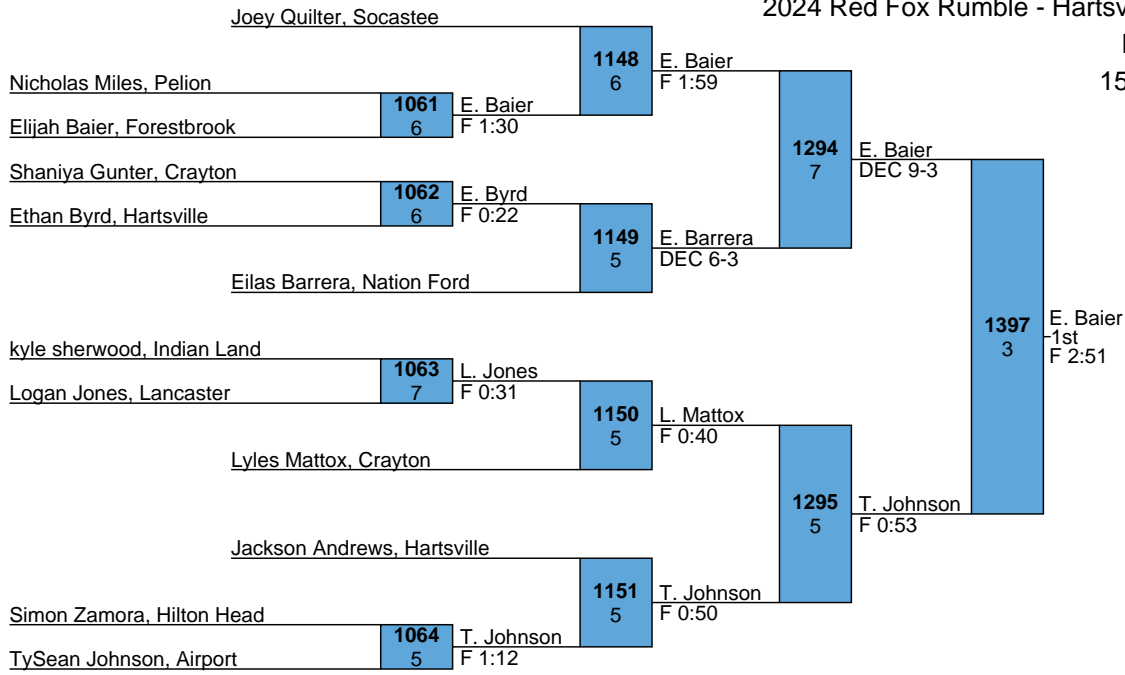 2024 Red Fox Rumble - Hartsv
15
Joey Quilter, Socastee
1148
6
E. Baier
F 1:59
Nicholas Miles, Pelion
1061
6
E. Baier
F 1:30
Elijah Baier, Forestbrook
1294
7
E. Baier
DEC 9-3
Shaniya Gunter, Crayton
1062
6
E. Byrd
F 0:22
Ethan Byrd, Hartsville
1149
5
E. Barrera
DEC 6-3
Eilas Barrera, Nation Ford
1397
3
E. Baier
1st
F 2:51
kyle sherwood, Indian Land
1063
7
L. Jones
F 0:31
Logan Jones, Lancaster
1150
5
L. Mattox
F 0:40
Lyles Mattox, Crayton
1295
5
T. Johnson
F 0:53
Jackson Andrews, Hartsville
1151
5
T. Johnson
F 0:50
Simon Zamora, Hilton Head
1064
5
T. Johnson
F 1:12
TySean Johnson, Airport